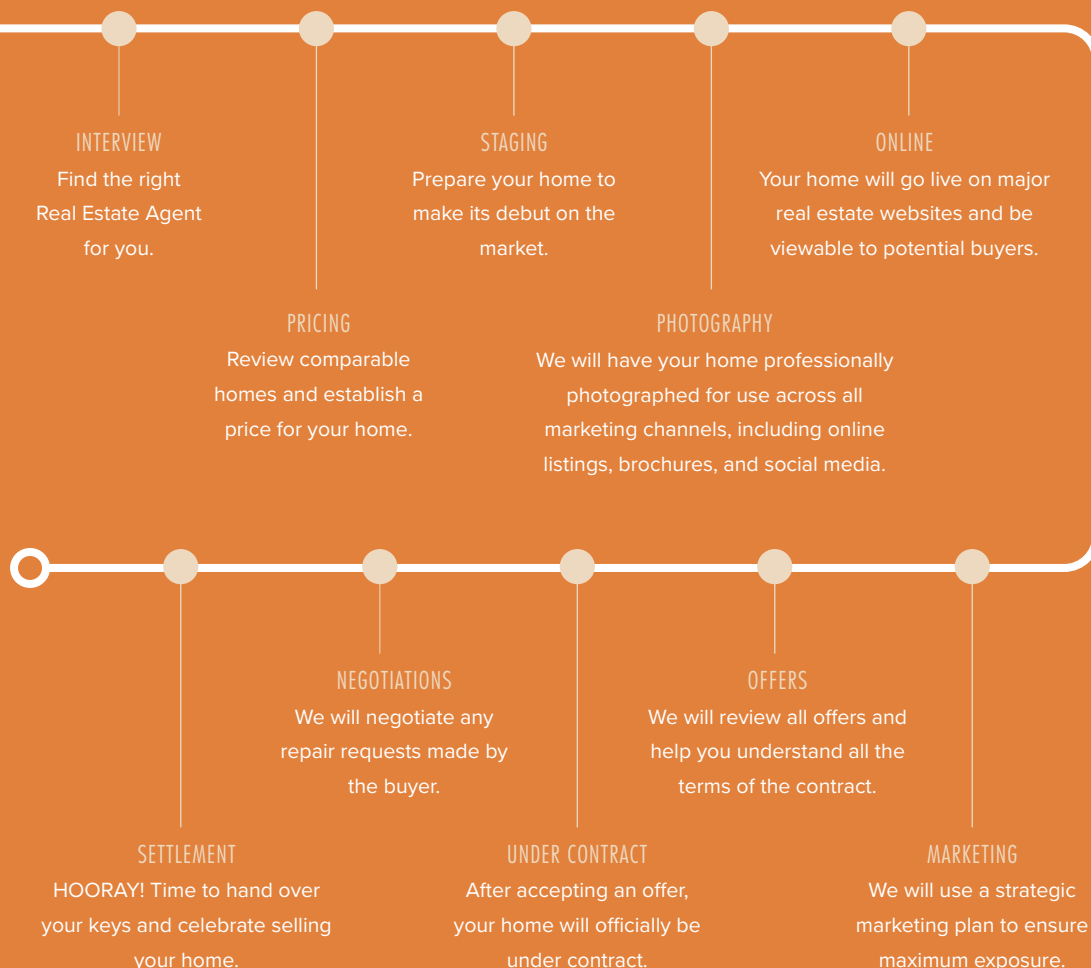 INTERVIEW
Find the right
Real Estate Agent
for you.
PRICING
Review comparable
homes and establish a
price for your home.
STAGING
Prepare your home to
make its debut on the
market.
PHOTOGRAPHY
We will have your home professionally
photographed for use across all
marketing channels, including online
listings, brochures, and social media.
ONLINE
Your home will go live on major
real estate websites and be
viewable to potential buyers.
MARKETING
We will use a strategic
marketing plan to ensure
maximum exposure.
OFFERS
We will review all offers and
help you understand all the
terms of the contract.
UNDER CONTRACT
After accepting an offer,
your home will officially be
under contract.
NEGOTIATIONS
We will negotiate any
repair requests made by
the buyer.
SETTLEMENT
HOORAY! Time to hand over
your keys and celebrate selling
your home.